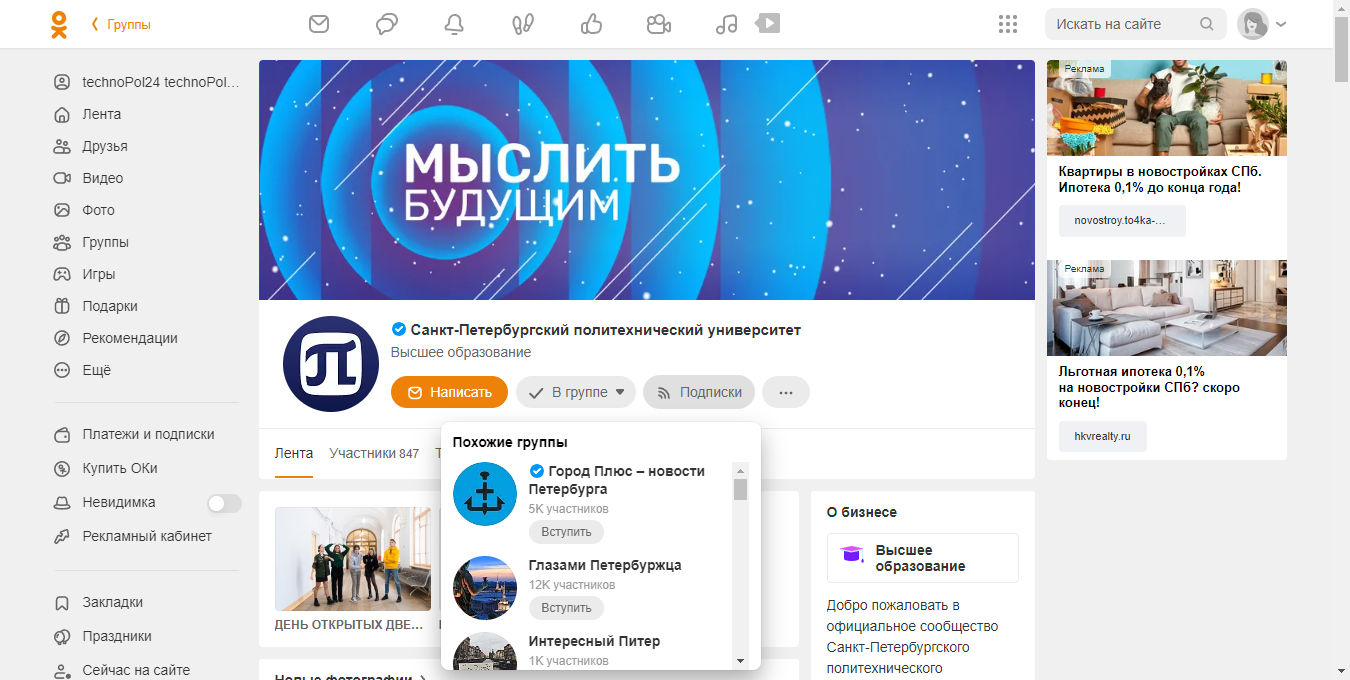 Группы
Искать на сайте
technoPol24 technoPol…
Лента
Друзья
Видео
Фото
Группы
Игры
Подарки
Рекомендации
Ещё
Платежи и подписки
Купить ОКи
Невидимка
Рекламный кабинет
Закладки
Праздники
Сейчас на сайте
МЫСЛИТЬ
БУДУЩИМ
Санкт-Петербургский политехнический университет
Высшее образование
Написать
В группе
Подписки
Лента
Участники 847
Похожие группы
Город Плюс – новости
Петербурга
5K участников
Вступить
Глазами Петербуржца
12K участников
Вступить
Интересный Питер
1K участников
ДЕНЬ ОТКРЫТЫХ ДВЕ…
Новые фотографии
О бизнесе
Высшее
образование
Добро пожаловать в
официальное сообщество
Санкт-Петербургского
политехнического
Реклама
Квартиры в новостройках СПб.
Ипотека 0,1% до конца года!
novostroy.to4ka-…
Реклама
Льготная ипотека 0,1%
на новостройки СПб? скоро
конец!
hkvrealty.ru